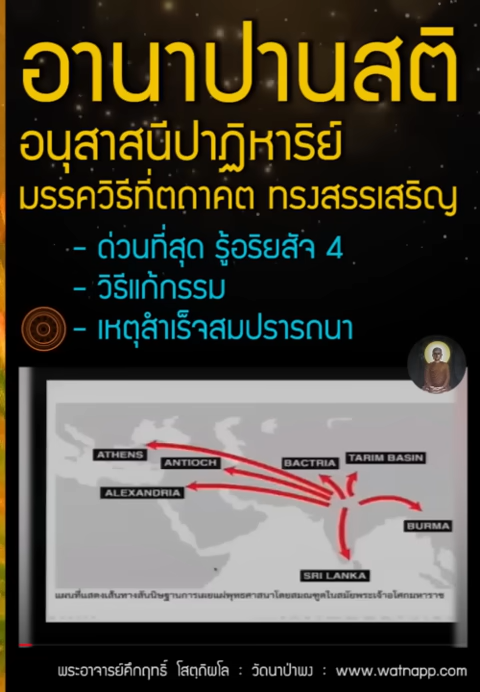 อานาปานสติ
อนุสาสนีปาฏิหาริย์
มรรควิธีที่ตถาคต ทรงสรรเสริญ
- ด่วนที่สุด รู้อริยสัจ 4
- วิธีแก้กรรม
- เหตุสำเร็จสมปรารถนา
ATHENS
ANTIOCH
BACTRIA
TARIM BASIN
ALEXANDRIA
BURMA
SRI LANKA
แผนที่แสดงเส้นทางสันนิษฐานการเผยแผ่พุทธศาสนาโดยสมณทูตในสมัยพระเจ้าอโศกมหาราช
พระอาจารย์คึกฤทธิ์ โสตฺถิผโล : วัดนาป่าพง : www.watnapp.com